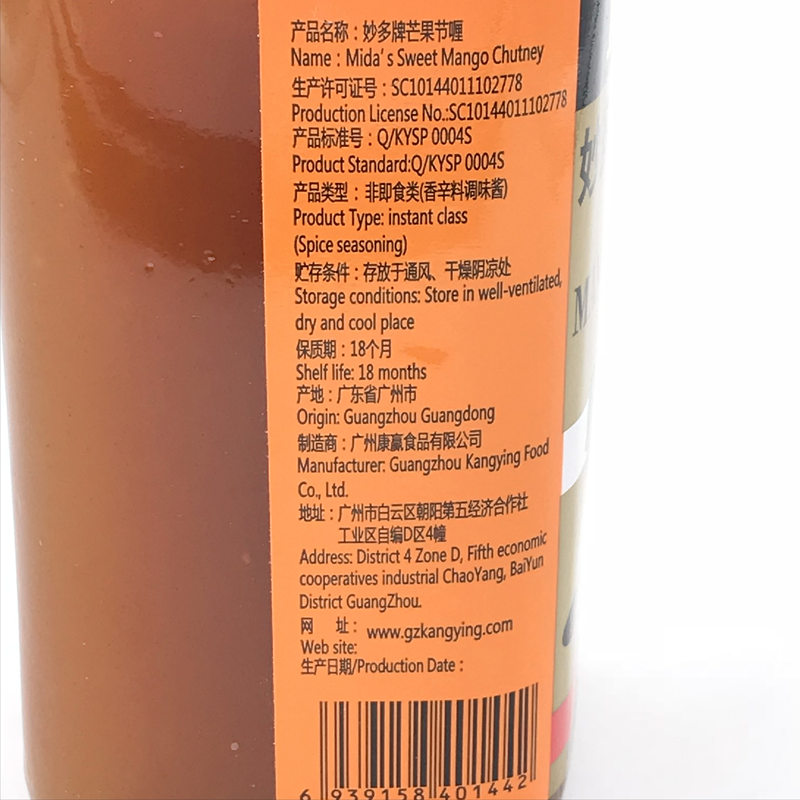 产品名称：妙多牌芒果节喱
Name：Mida's Sweet Mango Chutney
生产许可证号：SC10144011102778
Production License No.:SC10144011102778
产品标准号：Q/KYSP 0004S
Product Standard:Q/KYSP 0004S
产品类型：非即食类(香辛料调味酱)
Product Type: instant class
(Spice seasoning)
贮存条件：存放于通风、干燥阴凉处
Storage conditions: Store in well-ventilated,
dry and cool place
保质期：18个月
Shelf life: 18 months
产地：广东省广州市
Origin: Guangzhou Guangdong
制造商：广州康赢食品有限公司
Manufacturer: Guangzhou Kangying Food
Co., Ltd.
地址：广州市白云区朝阳第五经济合作社
工业区自编D区4幢
Address: District 4 Zone D, Fifth economic
cooperatives industrial ChaoYang, BaiYun
District GuangZhou.
网 址：www.gzkangying.com
Web site:
生产日期/Production Date：
6 939158 401442
妙